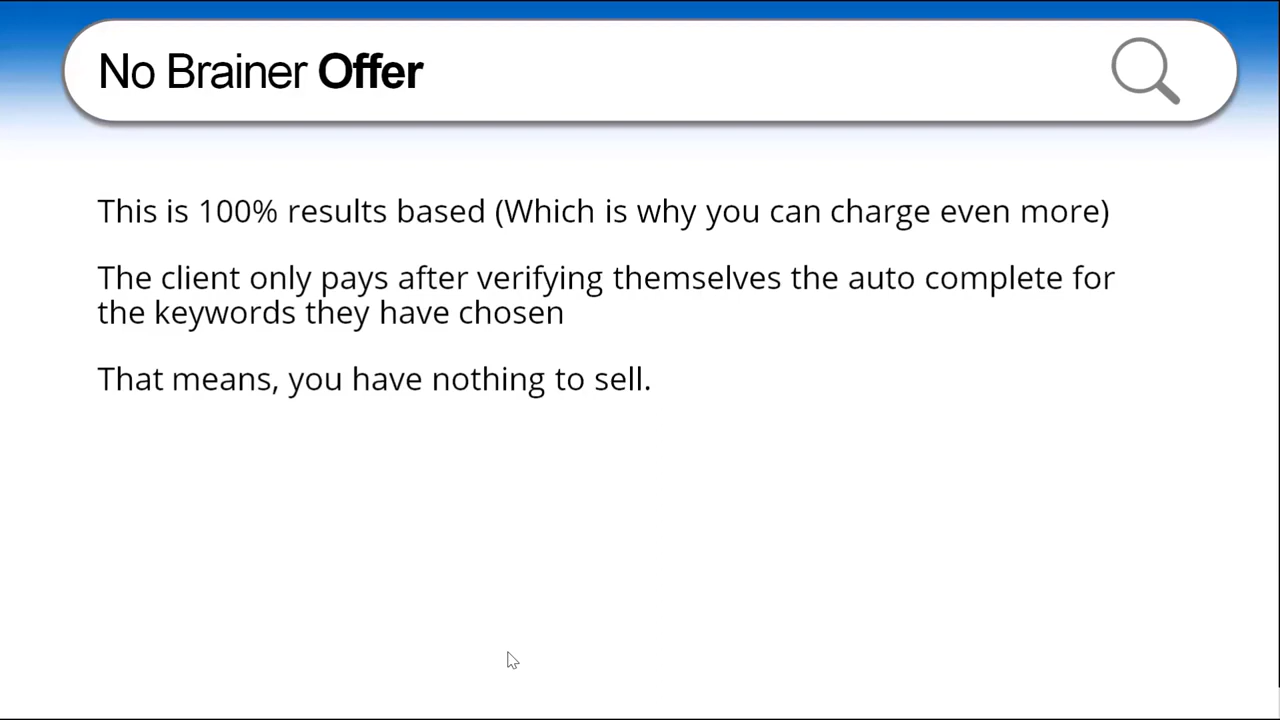 No Brainer Offer
This is 100% results based (Which is why you can charge even more)
The client only pays after verifying themselves the auto complete for
the keywords they have chosen
That means, you have nothing to sell.